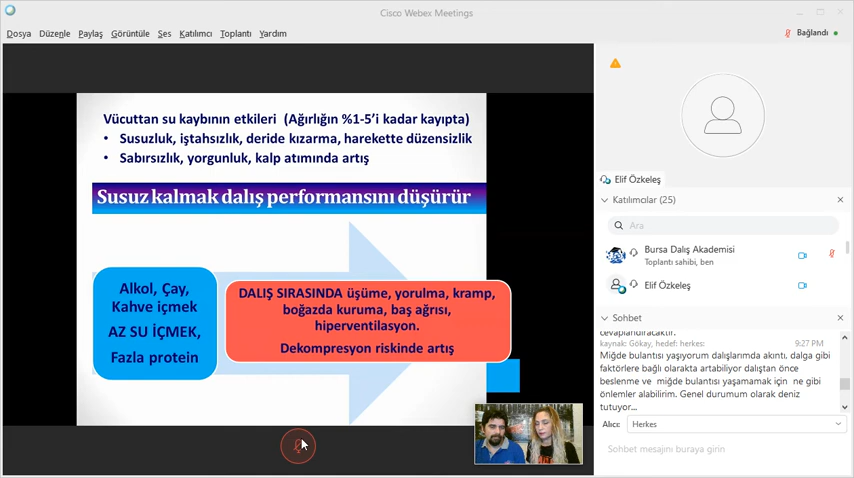 Cisco Webex Meetings
Dosya Düzenle Paylaş Görüntüle Ses Katılımcı Toplantı Yardım
Bağlandı
Vücuttan su kaybının etkileri (Ağırlığın %1-5'i kadar kayıpta)
• Susuzluk, iştahsızlık, deride kızarma, harekette düzensizlik
• Sabırsızlık, yorgunluk, kalp atımında artış
Susuz kalmak dalış performansını düşürür
Alkol, Çay,
Kahve içmek
AZ SU İÇMEK,
Fazla protein
DALIŞ SIRASINDA üşüme, yorulma, kramp,
boğazda kuruma, baş ağrısı,
hiperventilasyon.
Dekompresyon riskinde artış
Elif Özkeleş
Katılımcılar (25)
Ara
Bursa Dalış Akademisi
Toplantı sahibi, ben
Elif Özkeleş
Sohbet
cevaplandıracaktır.
kaynak: Gökay, hedef: herkes: 9:27 PM
Miğde bulantısı yaşıyorum dalışlarımda akıntı, dalga gibi
faktörlere bağlı olarakta artabiliyor dalıştan önce
beslenme ve miğde bulantısı yaşamamak için ne gibi
önlemler alabilirim. Genel durumum olarak deniz
tutuyor...
Alıcı: Herkes
Sohbet mesajını buraya girin